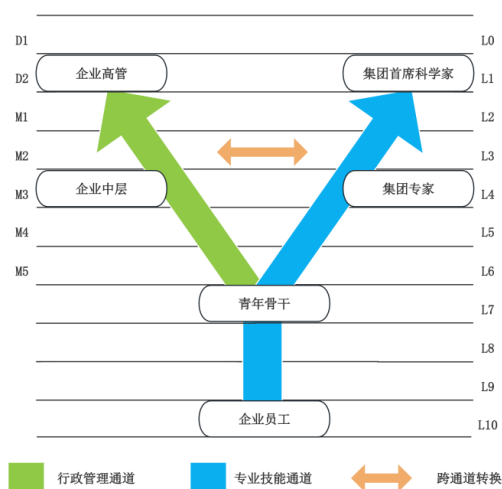 D1 L0
D2 企业高管 集团首席科学家 L1
M1 L2
M2 L3
M3 企业中层 集团专家 L4
M4 L5
M5 L6
青年骨干 L7
L8
L9
企业员工 L10
行政管理通道 专业技能通道 跨通道转换